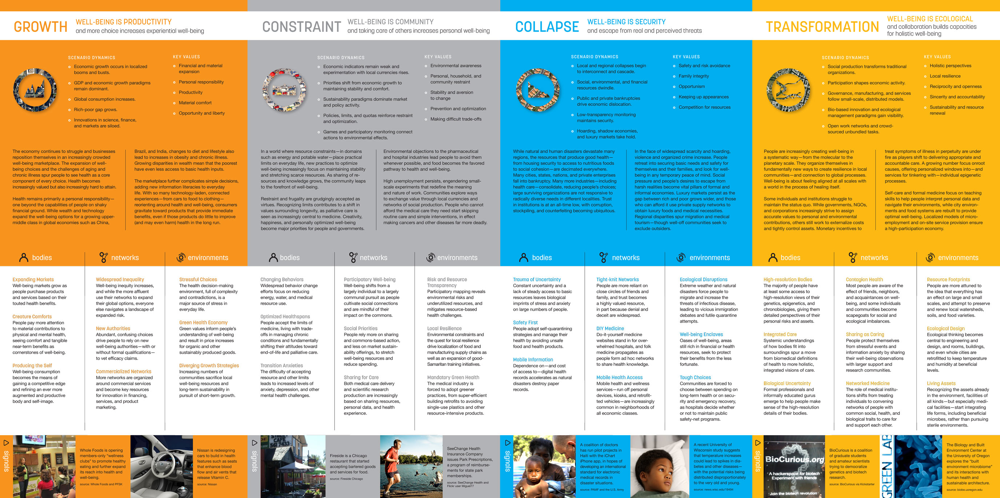 GROWTH
WELL-BEING IS PRODUCTIVITY
and more choice increases experiential well-being
SCENARIO DYNAMICS
Economic growth occurs in localized
booms and busts.
GDP and economic growth paradigms
remain dominant.
Global consumption increases.
Rich-poor gap grows.
Innovations in science, finance,
and markets are siloed.
KEY VALUES
Financial and material
expansion
Personal responsibility
Productivity
Material comfort
Opportunity and liberty
The economy continues to struggle and businesses
reposition themselves in an increasingly crowded
well-being marketplace. The expansion of well-
being choices and the challenges of aging and
chronic illness spur people to see health as a core
component of every choice. Health becomes
increasingly valued but also increasingly hard to attain.
Health remains primarily a personal responsibility—
one beyond the capabilities of people on shaky
financial ground. While wealth and technology
expand the well-being options for a growing upper-
middle class in global economies such as China,
Brazil, and India, changes to diet and lifestyle also
lead to increases in obesity and chronic illness.
Growing disparities in wealth mean that the poorest
have even less access to basic health inputs.
The marketplace further complicates simple decisions,
adding new information literacies to everyday
life. With so many technology-laden, connected
experiences—from cars to food to clothing—
reorienting around health and well-being, consumers
gravitate toward products that provide immediate
benefits, even if those products do little to improve
(and may even harm) health in the long run.
bodies
Expanding Markets
Well-being markets grow as
people purchase products
and services based on their
touted health benefits.
Creature Comforts
People pay more attention
to material contributions to
physical and mental health,
seeing comfort and tangible
near-term benefits as
cornerstones of well-being.
Producing the Self
Well-being consumption
becomes the means of
gaining a competitive edge
and refining an ever more
augmented and productive
body and self-image.
networks
Widespread Inequality
Well-being inequity increases,
and while the more affluent
use their networks to expand
their global options, everyone
else navigates a landscape of
expanded risk.
New Authorities
Abundant, confusing choices
drive people to rely on new
well-being authorities—with or
without formal qualifications—
to vet efficacy claims.
Commercialized Networks
More networks are organized
around commercial services
and become key resources
for innovation in financing,
services, and product
marketing.
environments
Stressful Choices
The health decision-making
environment, full of complexity
and contradictions, is a
major source of stress in
everyday life.
Green Health Economy
Green values inform people's
understanding of well-being
and result in price increases
for organic and other
sustainably produced goods.
Diverging Growth Strategies
Increasing numbers of
communities sacrifice local
well-being resources and
long-term sustainability in
pursuit of short-term growth.
signals
Whole Foods is opening
members-only "wellness
clubs" to promote healthy
eating and further expand
its reach into health and
well-being.
source: Whole Foods and PFSK
Nissan is redesigning
cars to build in health
features such as seats
that enhance blood
flow and air vents that
release Vitamin C.
source: Nissan
CONSTRAINT
WELL-BEING IS COMMUNITY
and taking care of others increases personal well-being
SCENARIO DYNAMICS
Economic indicators remain weak and
experimentation with local currencies rises.
Priorities shift from economic growth to
maintaining stability and comfort.
Sustainability paradigms dominate market
and policy activity.
Policies, limits, and quotas reinforce restraint
and optimization.
Games and participatory monitoring connect
actions to environmental effects.
KEY VALUES
Environmental awareness
Personal, household, and
community restraint
Stability and aversion
to change
Prevention and optimization
Making difficult trade-offs
In a world where resource constraints—in domains
such as energy and potable water—place practical
limits on everyday life, new practices to optimize
well-being increasingly focus on maintaining stability
and stretching scarce resources. As sharing of re-
sources and knowledge grows, the community leaps
to the forefront of well-being.
Restraint and frugality are grudgingly accepted as
virtues. Recognizing limits contributes to a shift in
values surrounding longevity, as palliative care is
seen as increasingly central to medicine. Creativity,
happiness, and personally optimized well-being
become major priorities for people and governments.
Environmental objections to the pharmaceutical
and hospital industries lead people to avoid them
whenever possible, and food becomes the favored
pathway to health and well-being.
High unemployment persists, engendering small-
scale experiments that redefine the meaning
and nature of work. Communities explore ways
to exchange value through local currencies and
networks of social production. People who cannot
afford the medical care they need start skipping
routine care and simple interventions, in effect
making cancers and other diseases far more deadly.
bodies
Changing Behaviors
Widespread behavior change
efforts focus on reducing
energy, water, and medical
resource use.
Optimized Healthspans
People accept the limits of
medicine, living with trade-
offs in managing chronic
conditions and fundamentally
shifting their attitudes toward
end-of-life and palliative care.
Transition Anxieties
The difficulty of accepting
resource and other limits
leads to increased levels of
anxiety, depression, and other
mental health challenges.
networks
Participatory Well-being
Well-being shifts from a
largely individual to a largely
communal pursuit as people
cultivate social connections
and are mindful of their
impact on the commons.
Social Priorities
People rely more on sharing
and commons-based action,
and less on market sustain-
ability offerings, to stretch
well-being resources and
reduce spending.
Sharing for Care
Both medical care delivery
and scientific research
production are increasingly
based on sharing resources,
personal data, and health
experience.
environments
Risk and Resource
Transparency
Participatory mapping reveals
environmental risks and
underutilized resources, and
mitigates resource-based
health challenges.
Local Resilience
Environmental constraints and
the quest for local resilience
drive localization of food and
manufacturing supply chains as
well as an expansion of good-
Samaritan training initiatives.
Mandatory Green Health
The medical industry is
forced to adopt greener
practices, from super-efficient
building retrofits to avoiding
single-use plastics and other
resource-intensive products.
signals
STREET
CAFE
561-7433
Fireside is a Chicago
restaurant that started
accepting bartered goods
and services for food.
source: Fireside Chicago
SeeChange Health
Insurance Company
issues Park Prescriptions,
a program of reimburse-
ments for state park
memberships.
source: SeeChange Health and
Flickr user Miguel77
COLLAPSE
WELL-BEING IS SECURITY
and escape from real and perceived threats
SCENARIO DYNAMICS
Local and regional collapses begin
to interconnect and cascade.
Social, environmental, and financial
resources dwindle.
Public and private bankruptcies
drive economic dislocation.
Low-transparency monitoring
maintains security.
Hoarding, shadow economies,
and luxury markets take hold.
KEY VALUES
Safety and risk avoidance
Family integrity
Opportunism
Keeping up appearances
Competition for resources
While natural and human disasters devastate many
regions, the resources that produce good health—
from housing security to access to nutritious foods
to social cohesion—are decimated everywhere.
Many cities, states, nations, and private enterprises
fall into bankruptcy. Many more industries—including
health care—consolidate, reducing people's choices;
large surviving organizations are not responsive to
radically diverse needs in different localities. Trust
in institutions is at an all-time low, with corruption,
stockpiling, and counterfeiting becoming ubiquitous.
In the face of widespread scarcity and hoarding,
violence and organized crime increase. People
retreat into securing basic needs and safety for
themselves and their families, and look for well-
being in any temporary peace of mind. Social
pressure and people's desires to escape from
harsh realities become vital pillars of formal and
informal economies. Luxury markets persist as the
gap between rich and poor grows wider, and those
who can afford it use private supply networks to
obtain luxury foods and medical necessities.
Regional disparities spur migration and medical
tourism—though well-off communities seek to
exclude outsiders.
bodies
Trauma of Uncertainty
Constant uncertainty and a
lack of steady access to basic
resources leaves biological
imprints of stress and anxiety
on large numbers of people.
Safety First
People adopt self-quarantining
strategies and manage their
health by avoiding unsafe
food and health products.
Mobile Information
Dependence on—and cost
of access to—digital health
records accelerates as natural
disasters destroy paper
records.
networks
Tight-knit Networks
People are more reliant on
close circles of friends and
family, and trust becomes
a highly valued resource,
in part because denial and
deceit are widespread.
DIY Medicine
Do-it-yourself medicine
websites stand in for over-
whelmed hospitals, and folk
medicine propagates as
people form ad hoc networks
to share health knowledge.
Mobile Health Access
Mobile health and wellness
services—run off personal
devices, kiosks, and retrofit-
ted vehicles—are increasingly
common in neighborhoods of
all economic classes.
environments
Ecological Disruptions
Extreme weather and natural
disasters force people to
migrate and increase the
threats of infectious disease,
leading to vicious immigration
debates and futile quarantine
attempts.
Well-being Enclaves
Oases of well-being, areas
still rich in financial or health
resources, seek to protect
their benefits from the less
fortunate.
Tough Choices
Communities are forced to
choose between spending on
long-term health or on secu-
rity and emergency recovery,
as hospitals decide whether
or not to maintain public
safety-net programs.
signals
A coalition of doctors
has run pilot projects in
Haiti with the iChart
iPhone app, in hopes of
developing an international
standard for electronic
medical records in
disaster situations.
source: PAMF and the U.S. Army
A recent University of
Wisconsin study suggests
that temperature increases
could lead to spikes in dia-
betes and other diseases—
with the potential risks being
distributed disproportionately
to the very old and young.
source: news.wisc.edu/19494
TRANSFORMATION
WELL-BEING IS ECOLOGICAL
and collaboration builds capacities
for holistic well-being
SCENARIO DYNAMICS
Social production transforms traditional
organizations.
Participation shapes economic activity.
Governance, manufacturing, and services
follow small-scale, distributed models.
Bio-based innovation and ecological
management paradigms gain visibility.
Open work networks and crowd-
sourced unbundled tasks.
KEY VALUES
Holistic perspectives
Local resilience
Reciprocity and openness
Sincerity and accountability
Sustainability and resource
renewal
People are increasingly creating well-being in
a systematic way—from the molecular to the
planetary scale. They organize themselves in
fundamentally new ways to create resilience in local
communities—and connection to global processes.
Well-being is about feeling aligned at all scales with
a world in the process of healing itself.
Some individuals and institutions struggle to
maintain the status quo. While governments, NGOs,
and corporations increasingly strive to assign
accurate values to personal and environmental
contributions, others still work to externalize costs
and tightly control assets. Monetary incentives to
treat symptoms of illness in perpetuity are under
fire as players shift to delivering appropriate and
accountable care. A growing number focus onroot
causes, offering personalized windows into—and
services for tinkering with—individual epigenetic
processes.
Self-care and formal medicine focus on teaching
skills to help people interpret personal data and
navigate their environments, while city environ-
ments and food systems are rebuilt to provide
optimal well-being. Localized models of micro-
employment and on-site service provision ensure
a high-participation economy.
bodies
High-resolution Bodies
The majority of people have
at least some access to
high-resolution views of their
genetics, epigenetics, and
chronobiologies, giving them
detailed perspectives of their
personal risks and assets.
Integrated Care
Systemic understandings
of how bodies fit into
surroundings spur a move
from biomedical definitions
of health to more holistic,
integrated visions of care.
Biological Uncertainty
Formal professionals and
informally educated gurus
emerge to help people make
sense of the high-resolution
details of their bodies.
networks
Contagion Health
Most people are aware of the
effect of friends, neighbors,
and acquaintances on well-
being, and some individuals
and communities become
scapegoats for social and
ecological imbalances.
Sharing as Caring
People protect themselves
from stressful events and
information anxiety by sharing
their well-being observations
with larger support and
research communities.
Networked Medicine
The role of medical institu-
tions shifts from treating
individuals to convening
networks of people with
common social, health, and
biological traits to care for
and support each other.
environments
Resource Footprints
People are more attuned to
the idea that everything has
an effect on large and small
scales, and attempt to preserve
and renew local watersheds,
soils, and food varieties.
Ecological Design
Ecological thinking becomes
central to engineering and
design, and rooms, buildings,
and even whole cities are
retrofitted to keep temperature
and humidity at beneficial
levels.
Living Assets
Recognizing the assets already
in the environment, facilities of
all kinds—but especially medi-
cal facilities—start integrating
life forms, including beneficial
microbes, rather than pursuing
sterile environments.
signals
BioCurious.org
A hackerspace for biotech
Experiment with friends
Join the biotech revolution
BioCurious is a coalition
of graduate students
and amateur scientists
trying to democratize
genetics and biotech
research.
source: BioCurious via Kickstarter
GREEN LAB
The Biology and Built
Environment Center at
the University of Oregon
explores the "built
environment microbiome"
and its interactions with
human health and
sustainable architecture.
source: biobe.uoregon.edu